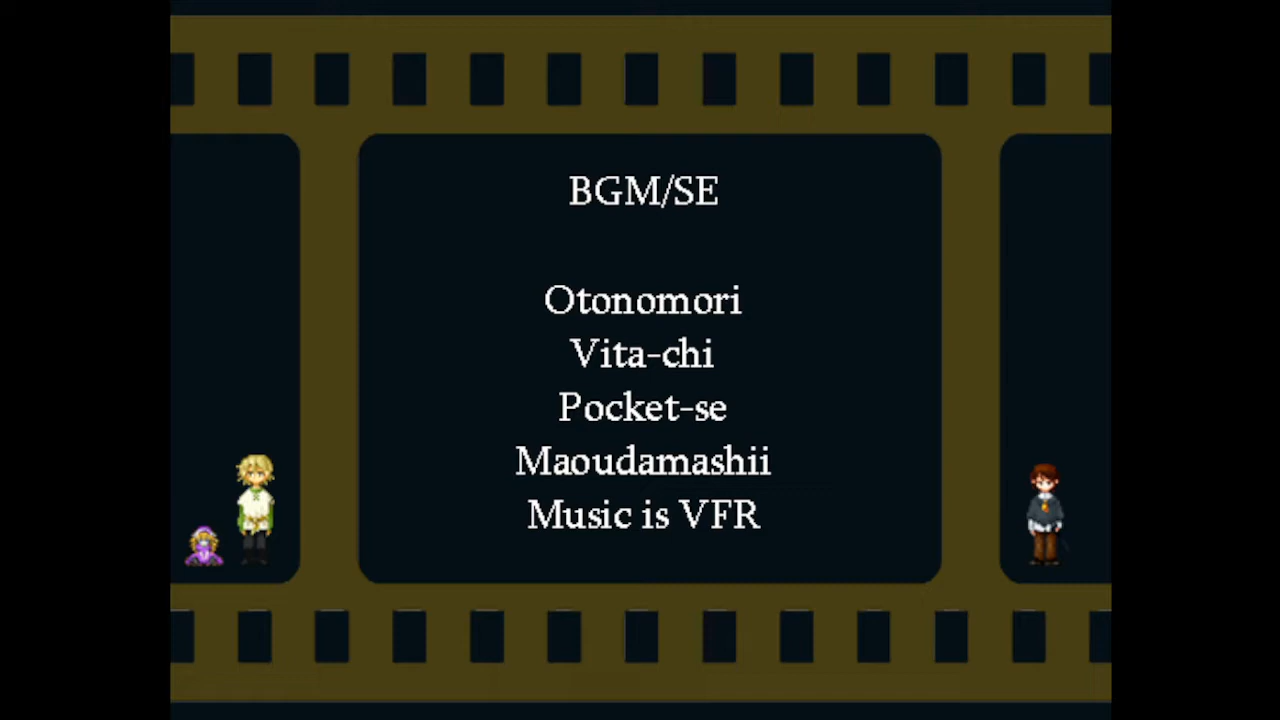 BGM/SE
Otonomori
Vita-chi
Pocket-se
Maoudamashii
Music is VFR